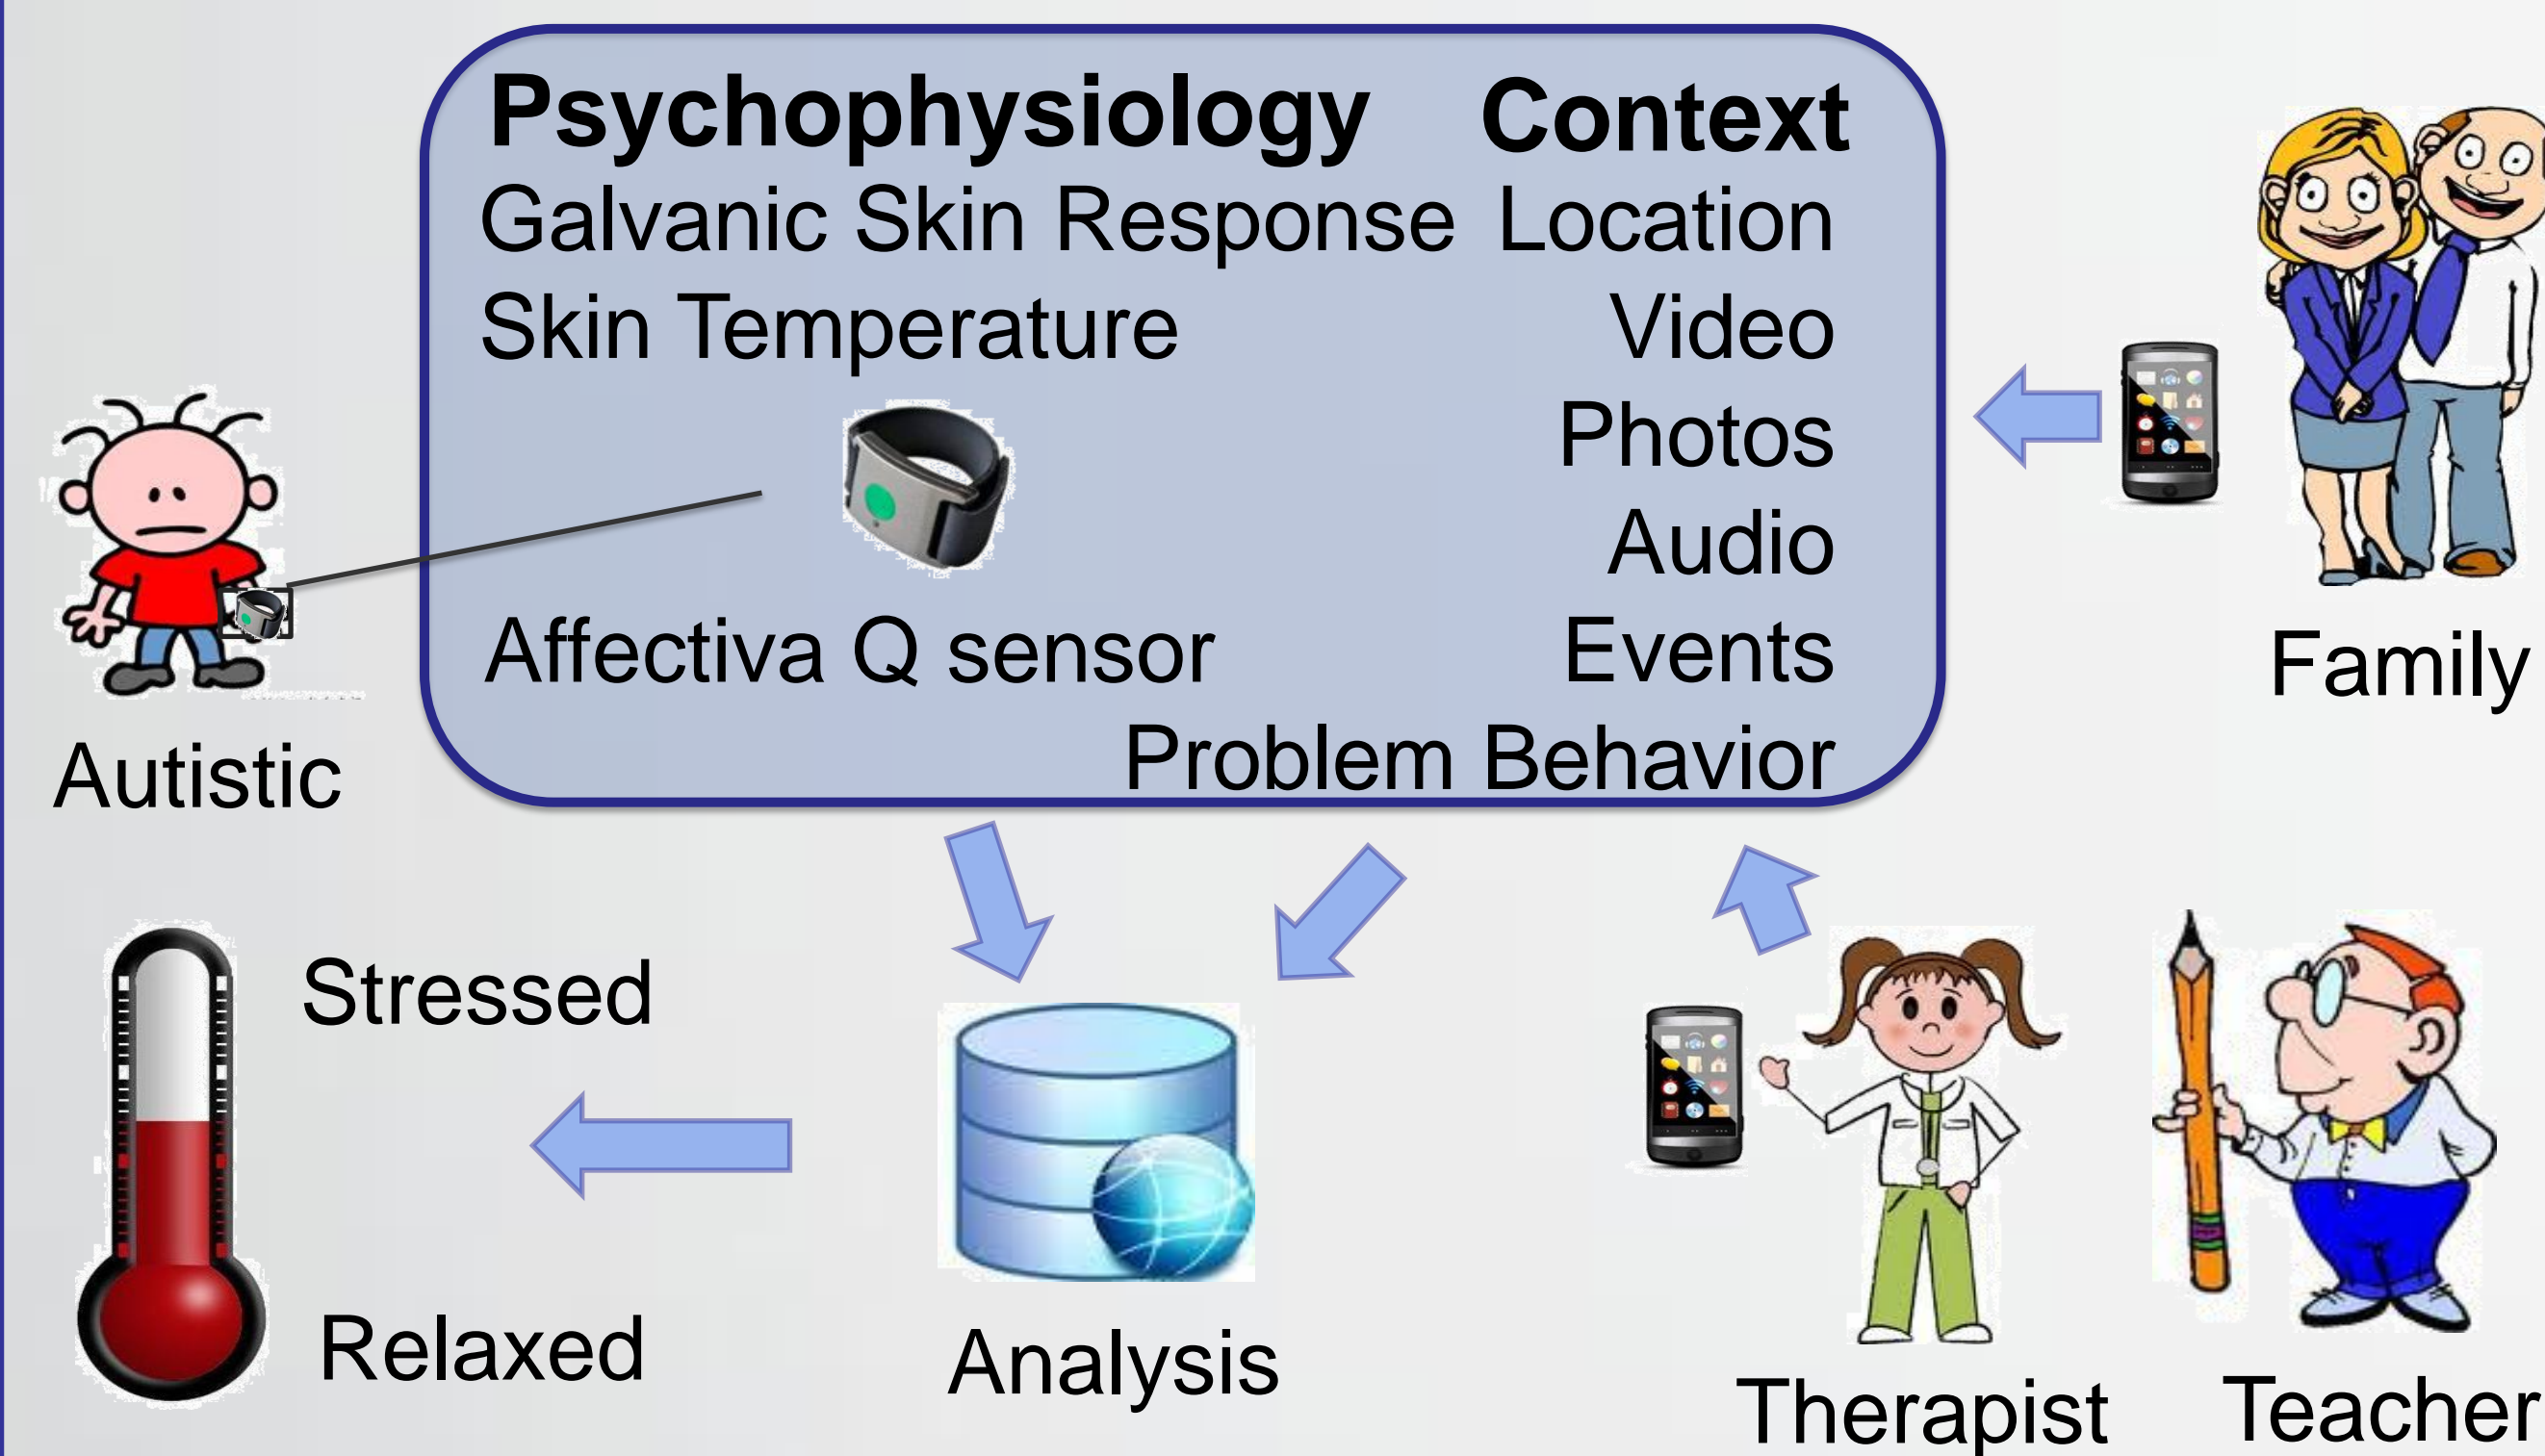 Psychophysiology Context
Galvanic Skin Response Location
Skin Temperature Video
Photos
Audio
Affectiva Q sensor Events
Problem Behavior
Autistic
Family
Stressed
Relaxed
Analysis
Therapist
Teacher